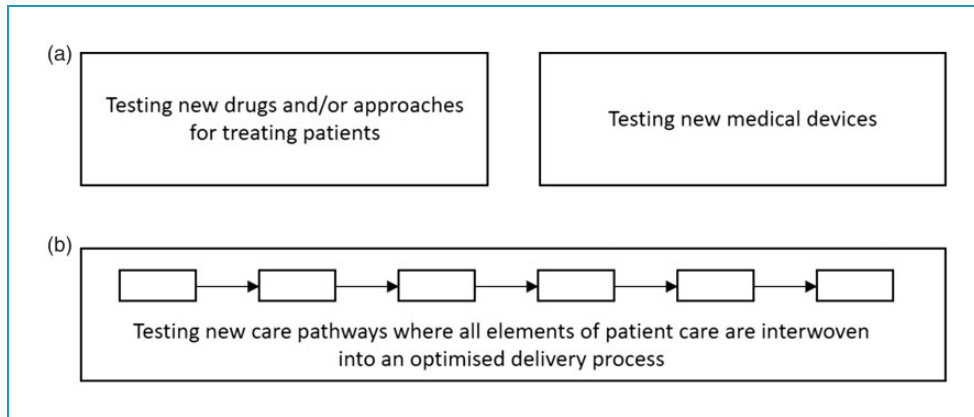 (a)
Testing new drugs and/or approaches
for treating patients
Testing new medical devices
(b)
Testing new care pathways where all elements of patient care are interwoven
into an optimised delivery process